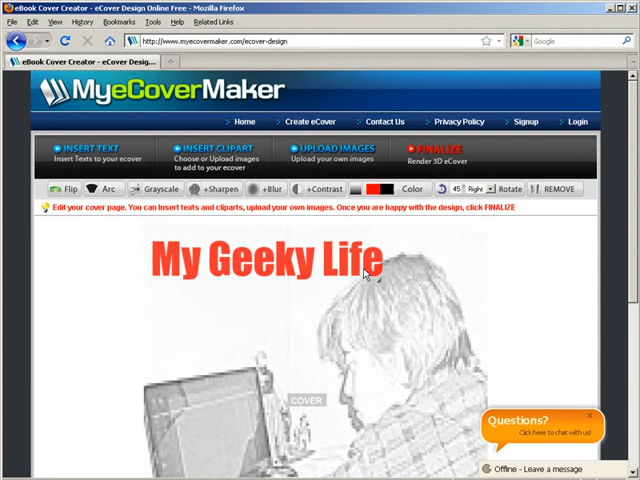 eBook Cover Creator - eCover Design Online Free - Mozilla Firefox
File Edit View History Bookmarks Tools Help Related Links
http://www.myecovermaker.com/ecover-design
Google
eBook Cover Creator - eCover Desig...
MyeCoverMaker
Home Create eCover Contact Us Privacy Policy Signup Login
INSERT TEXT INSERT CLIPART UPLOAD IMAGES FINALIZE
Insert Texts to your ecover Choose or Upload images Upload your own images Render 3D eCover
to add to your ecover
Flip Arc Grayscale +Sharpen +Blur +Contrast Color 45° Right Rotate REMOVE
Edit your cover page. You can Insert texts and cliparts, upload your own images. Once you are happy with the design, click FINALIZE
My Geeky Life
COVER
Questions?
Click here to chat with us!
Offline - Leave a message